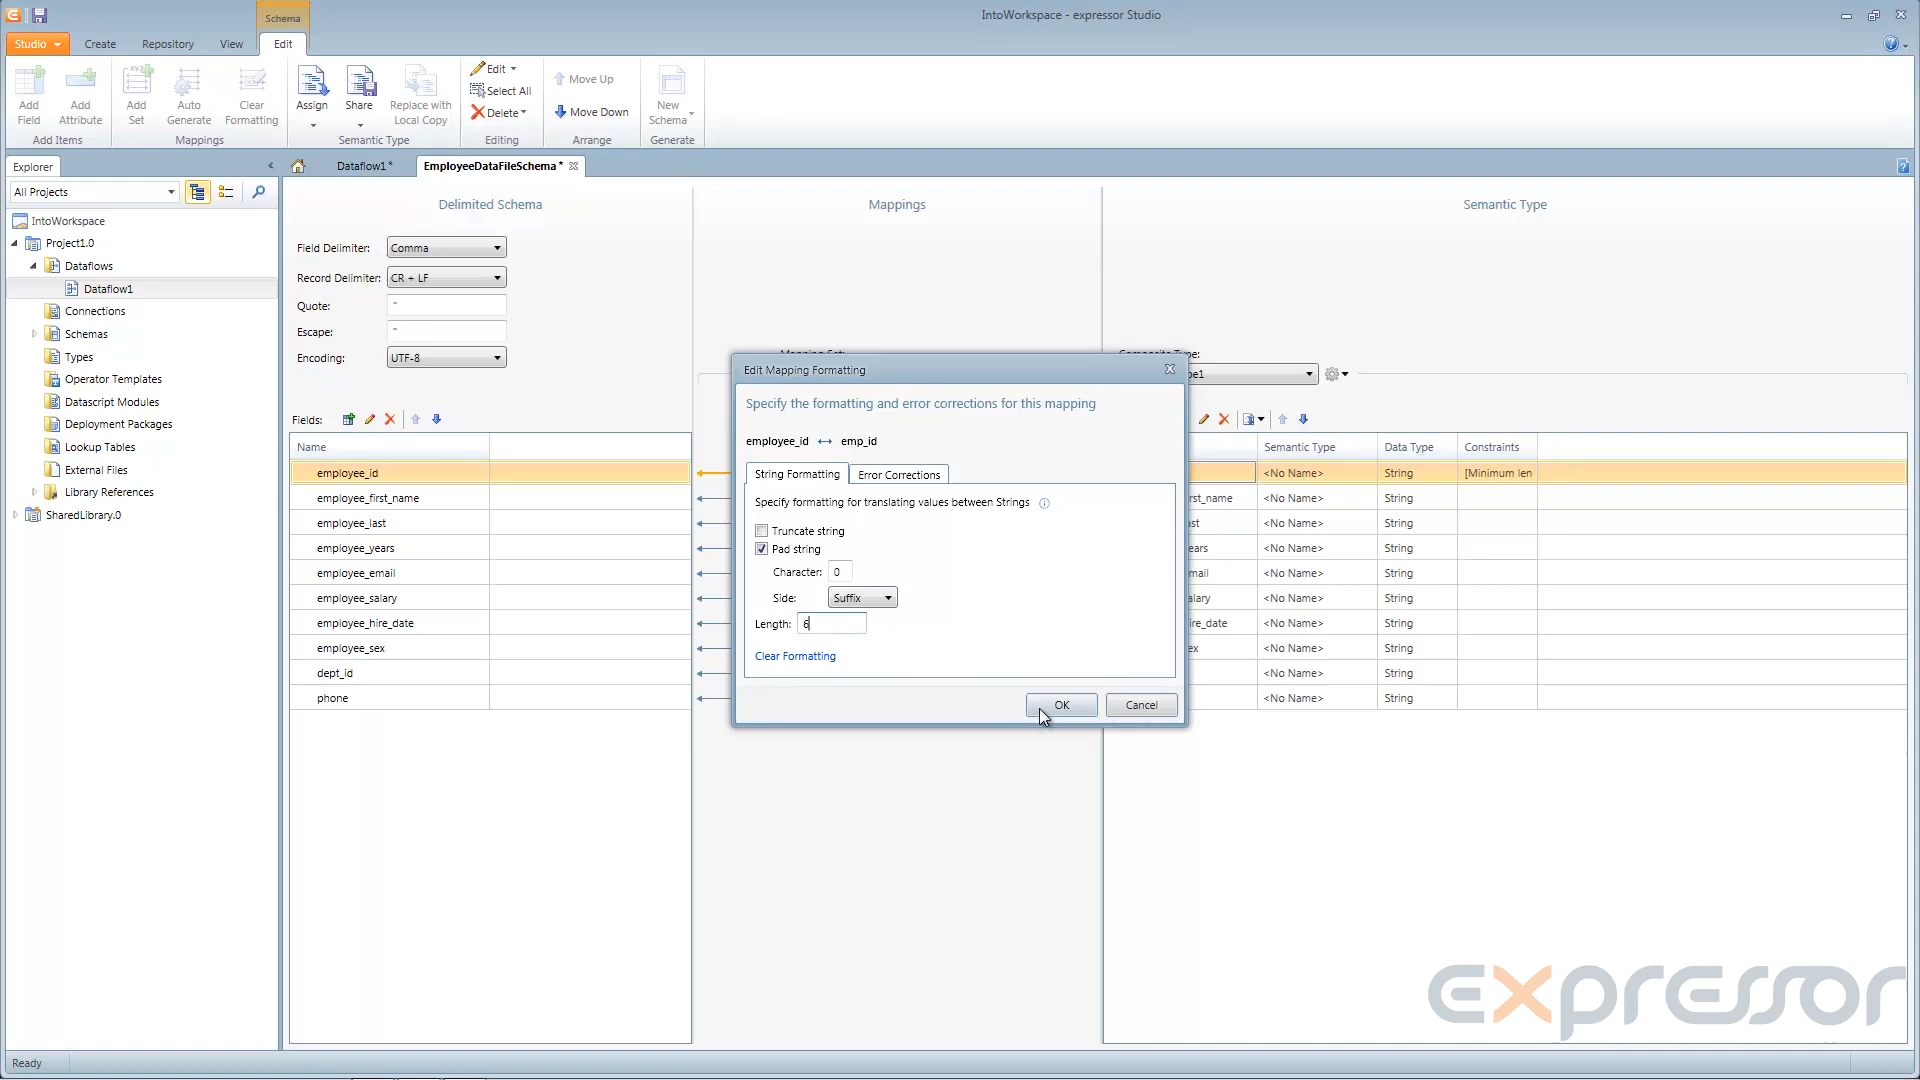 Schema
IntoWorkspace - expressor Studio
Studio
Create
Repository
View
Edit
Add Field
Add Attribute
Add Set
Auto Generate
Clear Formatting
Assign
Share
Replace with Local Copy
Edit
Select All
Delete
Move Up
Move Down
New Schema
Add Items
Mappings
Semantic Type
Editing
Arrange
Generate
Explorer
Dataflow1 *
EmployeeDataFileSchema *
All Projects
IntoWorkspace
Project1.0
Dataflows
Dataflow1
Connections
Schemas
Types
Operator Templates
Datascript Modules
Deployment Packages
Lookup Tables
External Files
Library References
SharedLibrary.0
Delimited Schema
Mappings
Semantic Type
Field Delimiter: Comma
Record Delimiter: CR + LF
Quote: "
Escape: "
Encoding: UTF-8
Fields:
Name
employee_id
employee_first_name
employee_last
employee_years
employee_email
employee_salary
employee_hire_date
employee_sex
dept_id
phone
Edit Mapping Formatting
Specify the formatting and error corrections for this mapping
employee_id ↔ emp_id
String Formatting
Error Corrections
Specify formatting for translating values between Strings
Truncate string
Pad string
Character: 0
Side: Suffix
Length: 6
Clear Formatting
OK
Cancel
Semantic Type Data Type Constraints
<No Name> String [Minimum len
<No Name> String
<No Name> String
<No Name> String
<No Name> String
<No Name> String
<No Name> String
<No Name> String
<No Name> String
<No Name> String
expressor
Ready